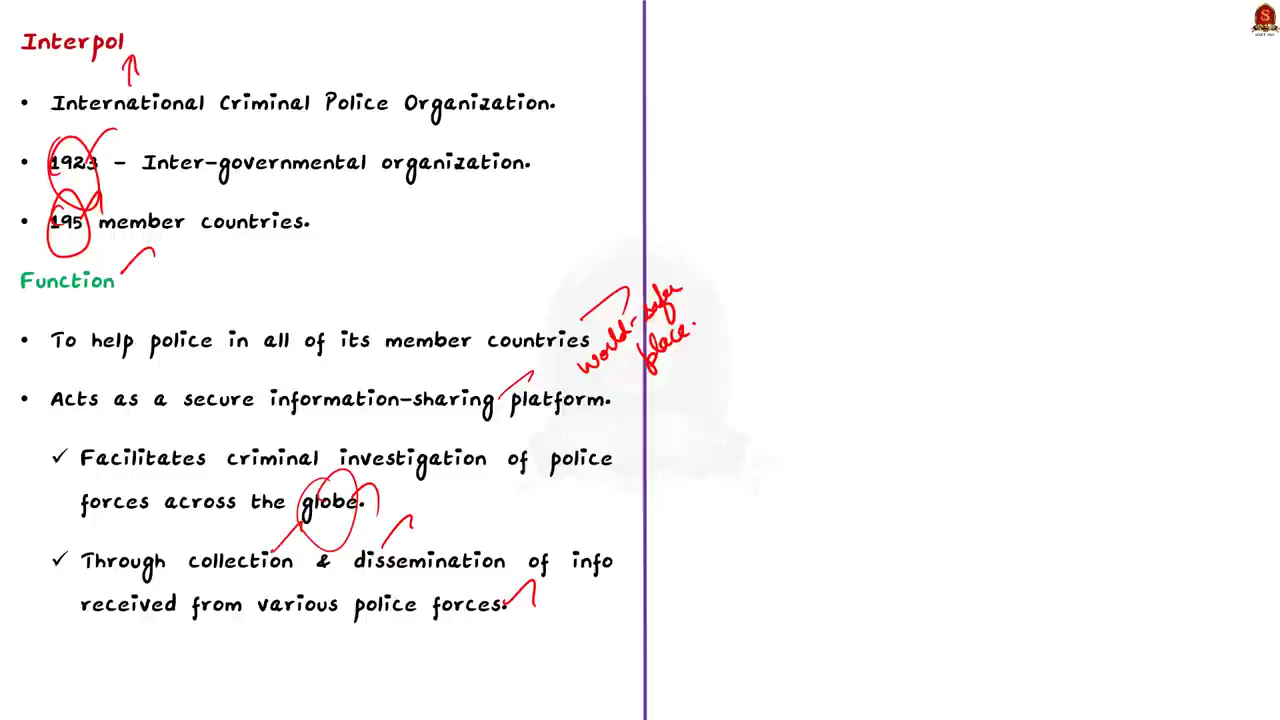 Interpol
• International Criminal Police Organization.
• 1923 – Inter-governmental organization.
• 195 member countries.
Function
• To help police in all of its member countries
world-safer
place.
• Acts as a secure information-sharing platform.
✓ Facilitates criminal investigation of police
forces across the globe.
✓ Through collection & dissemination of info
received from various police forces.